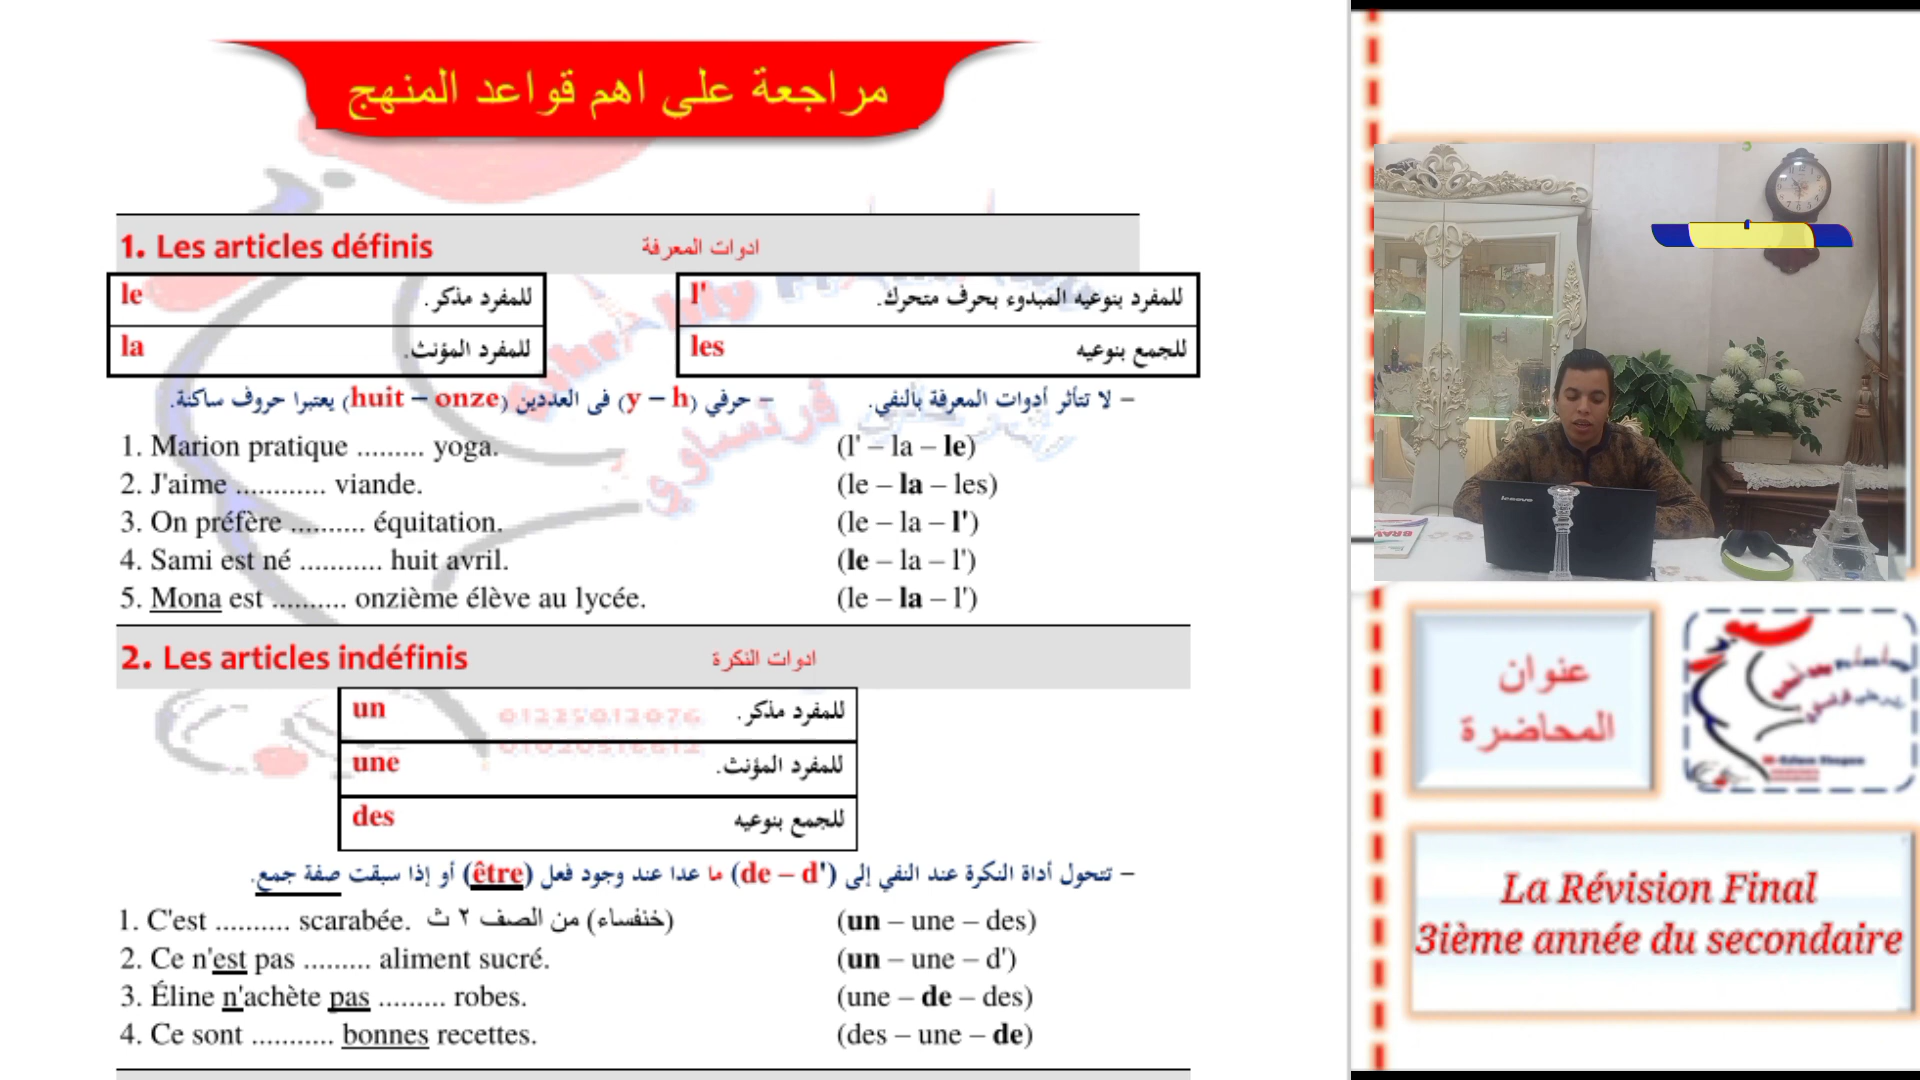 مراجعة على اهم قواعد المنهج
1. Les articles définis ادوات المعرفة
le للمفرد مذكر.
la للمفرد المؤنث.
l' للمفرد بنوعيه المبدوء بحرف متحرك.
les للجمع بنوعيه
– لا تتأثر أدوات المعرفة بالنفي. – حرفي (y – h) فى العددين (huit – onze) يعتبرا حروف ساكنة.
1. Marion pratique ......... yoga. (l' – la – le)
2. J'aime ............ viande. (le – la – les)
3. On préfère .......... équitation. (le – la – l')
4. Sami est né ........... huit avril. (le – la – l')
5. Mona est .......... onzième élève au lycée. (le – la – l')
2. Les articles indéfinis ادوات النكرة
un للمفرد مذكر.
une للمفرد المؤنث.
des للجمع بنوعيه
– تتحول أداة النكرة عند النفي إلى (de – d') ما عدا عند وجود فعل (être) أو إذا سبقت صفة جمع.
1. C'est .......... scarabée. (خنفساء) من الصف ٢ ث (un – une – des)
2. Ce n'est pas ......... aliment sucré. (un – une – d')
3. Éline n'achète pas ......... robes. (une – de – des)
4. Ce sont ........... bonnes recettes. (des – une – de)
lenovo
عنوان
المحاضرة
La Révision Final
3ième année du secondaire